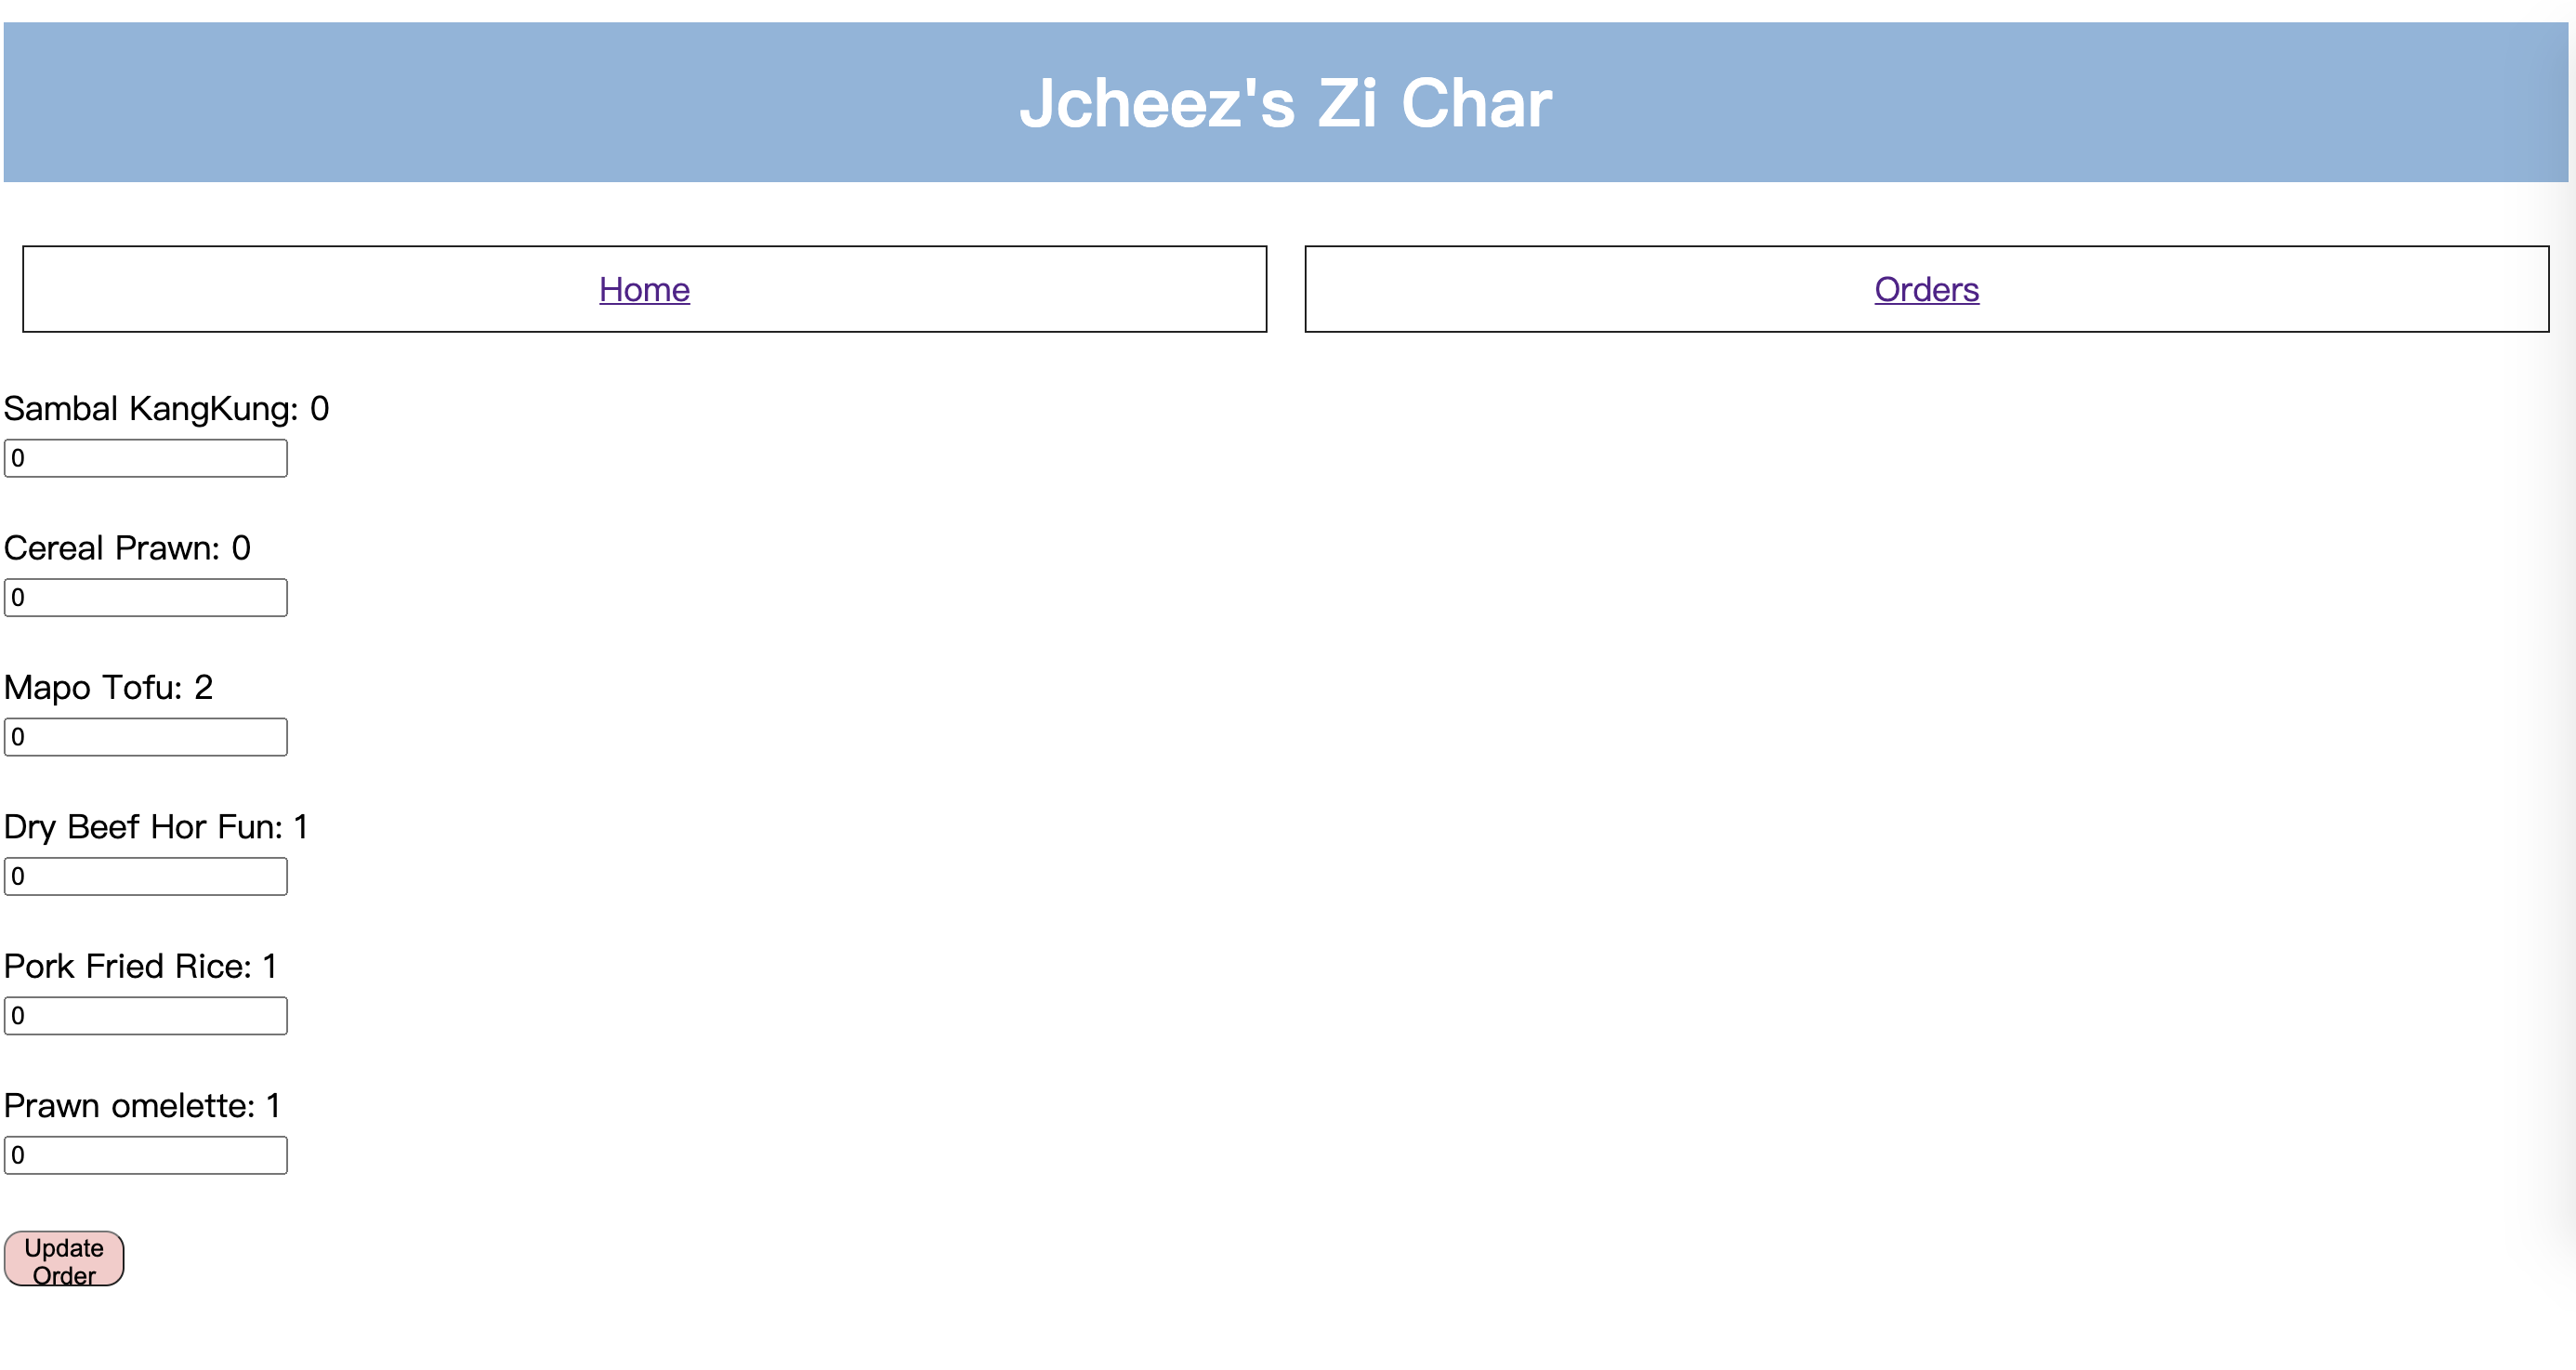 Jcheez's Zi Char
Home
Orders
Sambal KangKung: 0
0
Cereal Prawn: 0
0
Mapo Tofu: 2
0
Dry Beef Hor Fun: 1
0
Pork Fried Rice: 1
0
Prawn omelette: 1
0
Update
Order